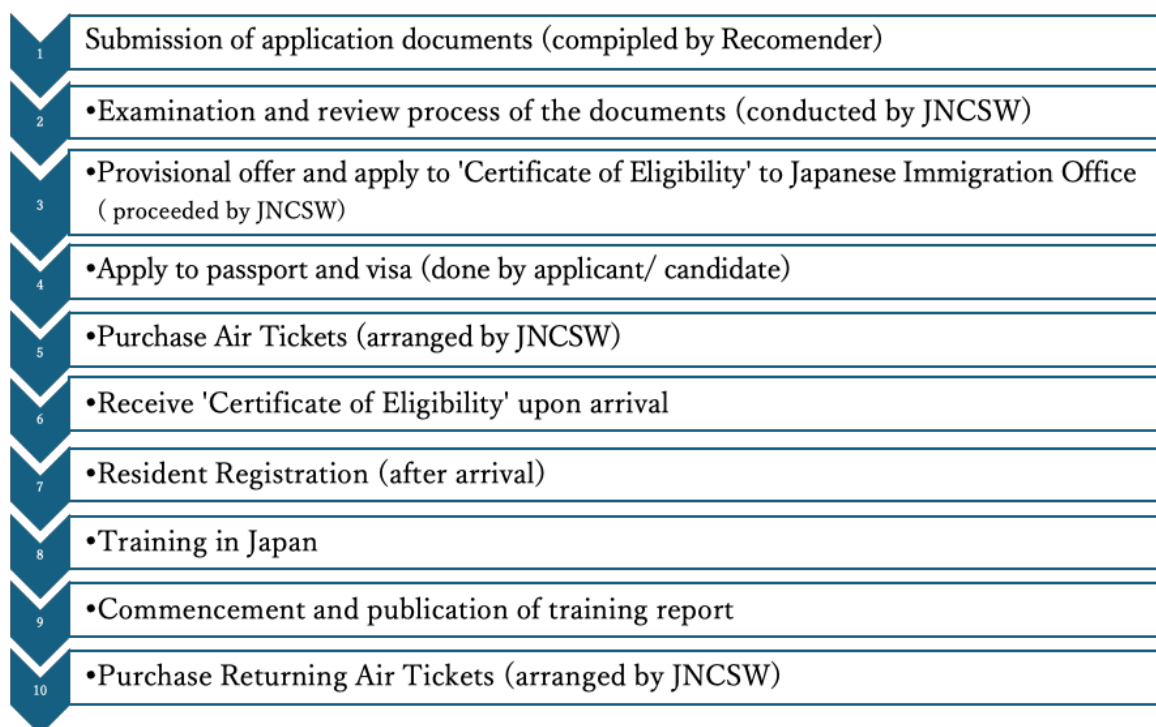 1
Submission of application documents (compipled by Recomender)
2
•Examination and review process of the documents (conducted by JNCSW)
3
•Provisional offer and apply to 'Certificate of Eligibility' to Japanese Immigration Office
( proceeded by JNCSW)
4
•Apply to passport and visa (done by applicant/ candidate)
5
•Purchase Air Tickets (arranged by JNCSW)
6
•Receive 'Certificate of Eligibility' upon arrival
7
•Resident Registration (after arrival)
8
•Training in Japan
9
•Commencement and publication of training report
10
•Purchase Returning Air Tickets (arranged by JNCSW)